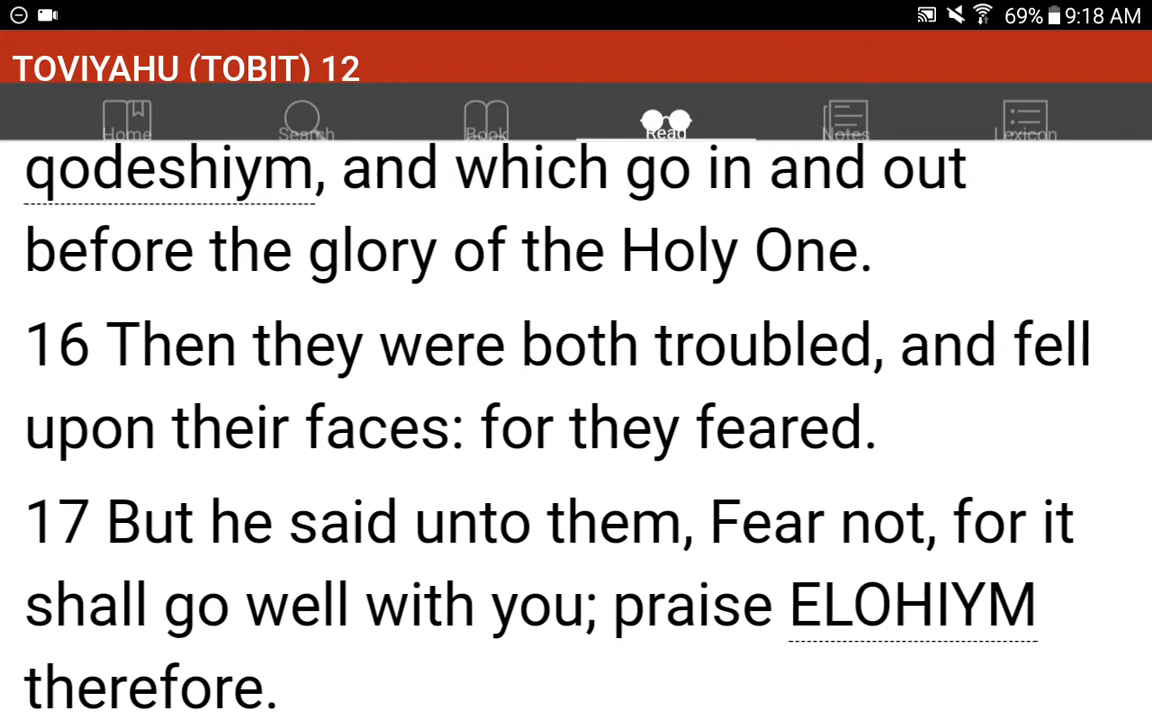 69% 9:18 AM
TOVIYAHU (TOBIT) 12
Home Search Book Read Notes Lexicon
qodeshiym, and which go in and out
before the glory of the Holy One.
16 Then they were both troubled, and fell
upon their faces: for they feared.
17 But he said unto them, Fear not, for it
shall go well with you; praise ELOHIYM
therefore.